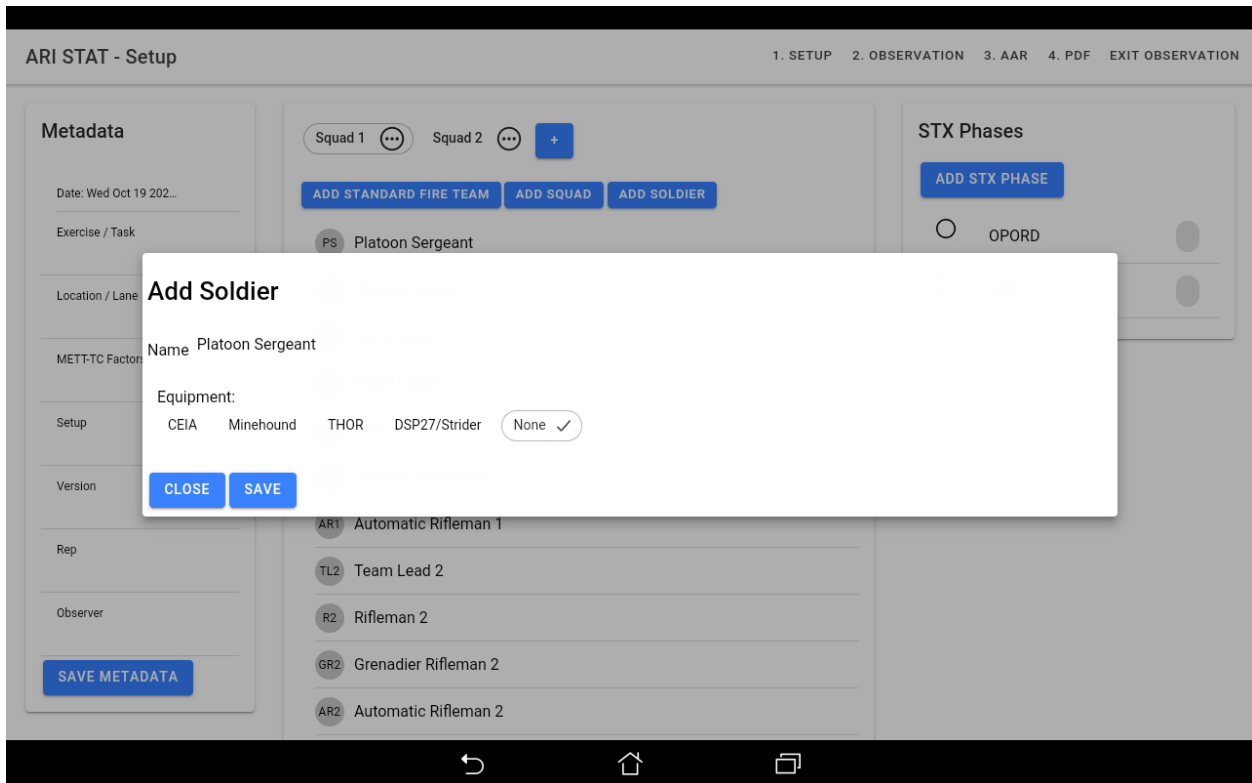 ARI STAT - Setup
1. SETUP 2. OBSERVATION 3. AAR 4. PDF EXIT OBSERVATION
Metadata
Date: Wed Oct 19 202...
Exercise / Task
Location / Lane
METT-TC Factors
Setup
Version
Rep
Observer
SAVE METADATA
Squad 1 Squad 2 +
ADD STANDARD FIRE TEAM ADD SQUAD ADD SOLDIER
PS Platoon Sergeant
Add Soldier
Name Platoon Sergeant
Equipment:
CEIA Minehound THOR DSP27/Strider None
CLOSE SAVE
AR1 Automatic Rifleman 1
TL2 Team Lead 2
R2 Rifleman 2
GR2 Grenadier Rifleman 2
AR2 Automatic Rifleman 2
STX Phases
ADD STX PHASE
OPORD